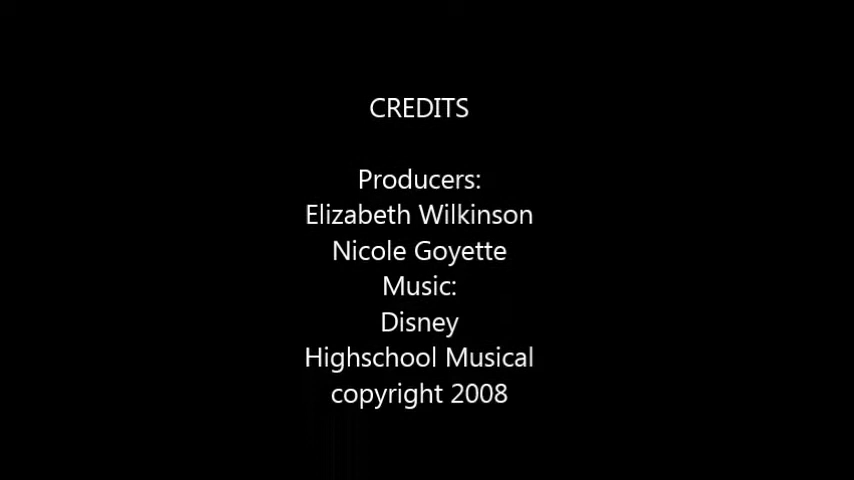 CREDITS
Producers:
Elizabeth Wilkinson
Nicole Goyette
Music:
Disney
Highschool Musical
copyright 2008